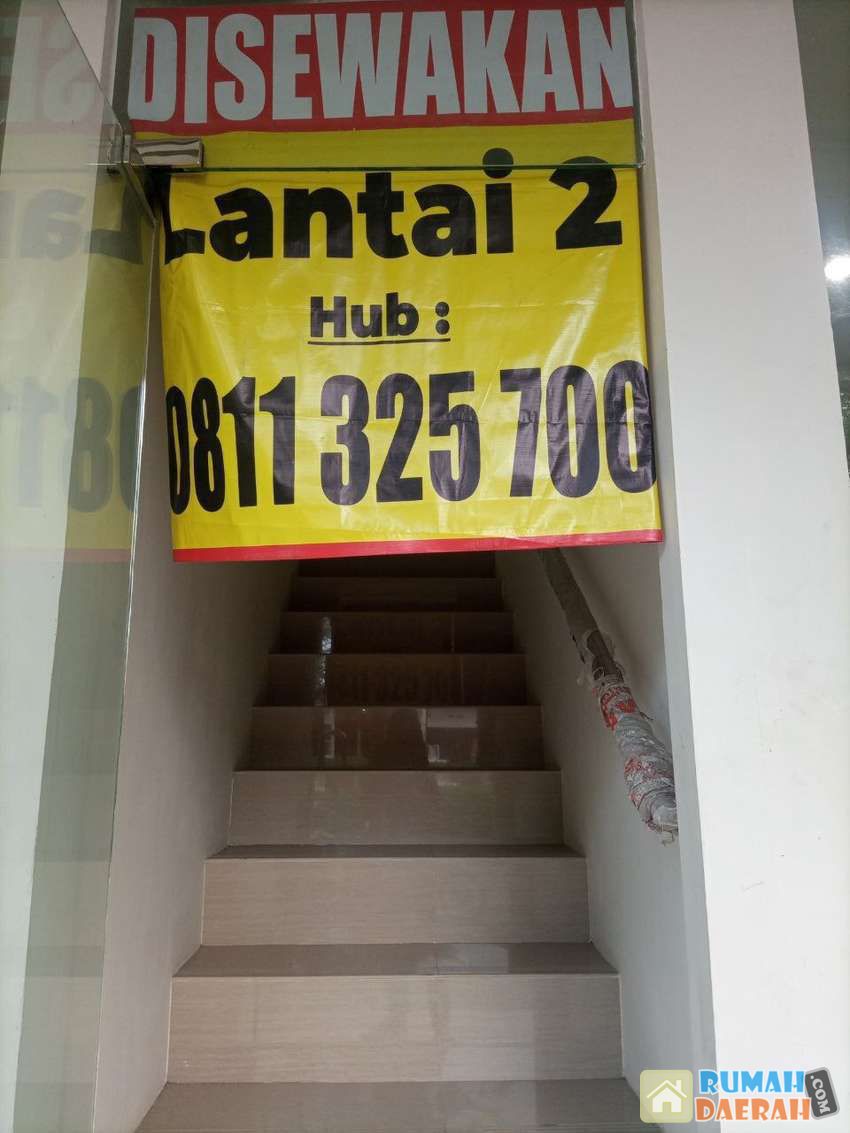 DISEWAKAN
Lantai 2
Hub :
0811 325 700
RUMAH
DAERAH
.COM